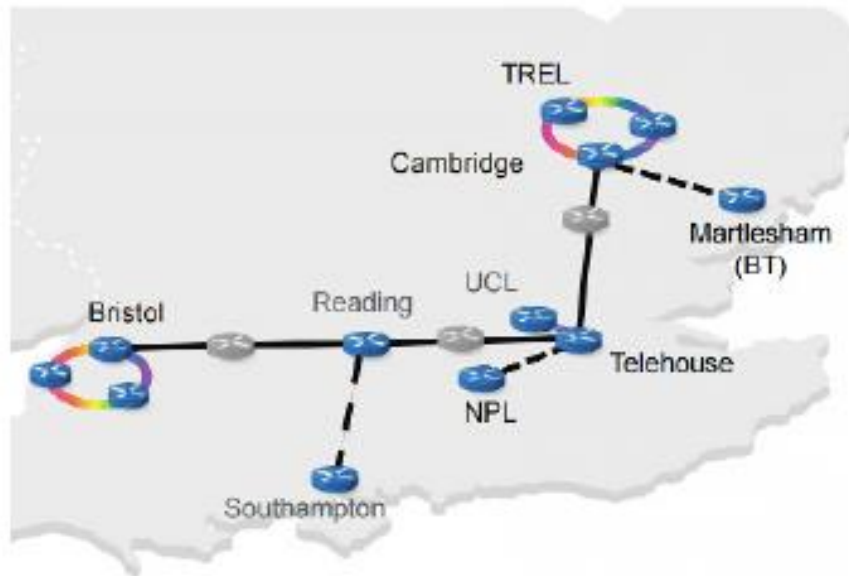 TREL
Cambridge
Martlesham
(BT)
UCL
Reading
Bristol
Telehouse
NPL
Southampton